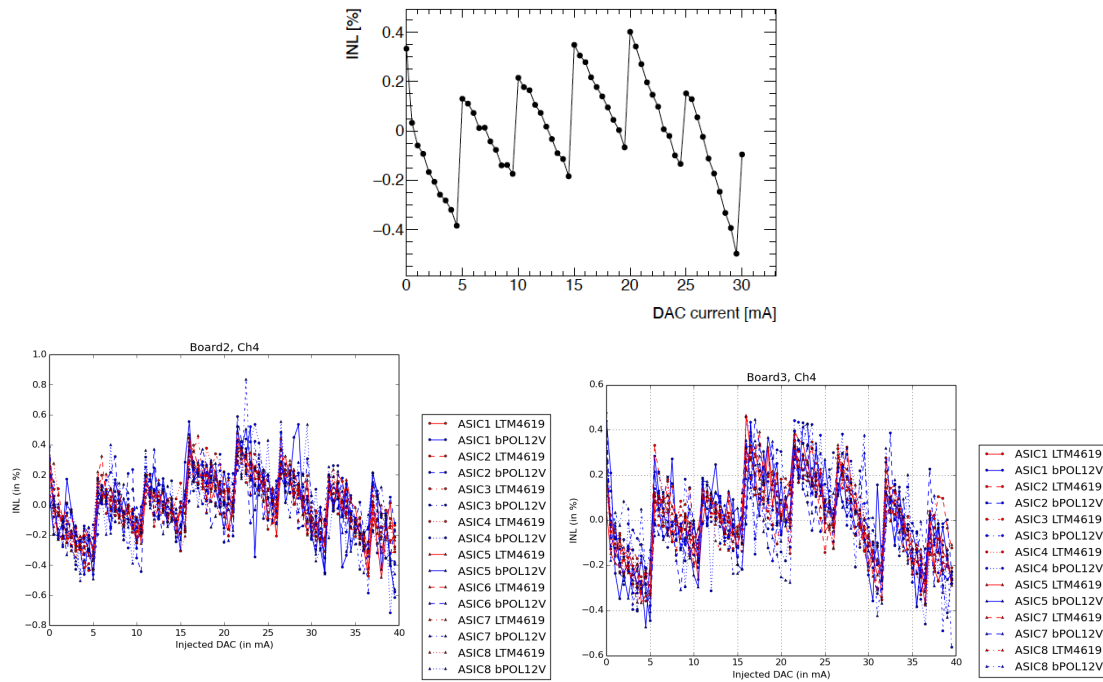 INL [%]
0.4
0.2
0
−0.2
−0.4
0 5 10 15 20 25 30
DAC current [mA]
Board2, Ch4
1.0
0.8
0.6
0.4
0.2
0.0
−0.2
−0.4
−0.6
−0.8
INL (in %)
0 5 10 15 20 25 30 35 40
Injected DAC (in mA)
ASIC1 LTM4619
ASIC1 bPOL12V
ASIC2 LTM4619
ASIC2 bPOL12V
ASIC3 LTM4619
ASIC3 bPOL12V
ASIC4 LTM4619
ASIC4 bPOL12V
ASIC5 LTM4619
ASIC5 bPOL12V
ASIC6 LTM4619
ASIC6 bPOL12V
ASIC7 LTM4619
ASIC7 bPOL12V
ASIC8 LTM4619
ASIC8 bPOL12V
Board3, Ch4
0.6
0.4
0.2
0.0
−0.2
−0.4
−0.6
INL (in %)
0 5 10 15 20 25 30 35 40
Injected DAC (in mA)
ASIC1 LTM4619
ASIC1 bPOL12V
ASIC2 LTM4619
ASIC2 bPOL12V
ASIC3 LTM4619
ASIC3 bPOL12V
ASIC4 LTM4619
ASIC4 bPOL12V
ASIC5 LTM4619
ASIC5 bPOL12V
ASIC7 LTM4619
ASIC7 bPOL12V
ASIC8 LTM4619
ASIC8 bPOL12V